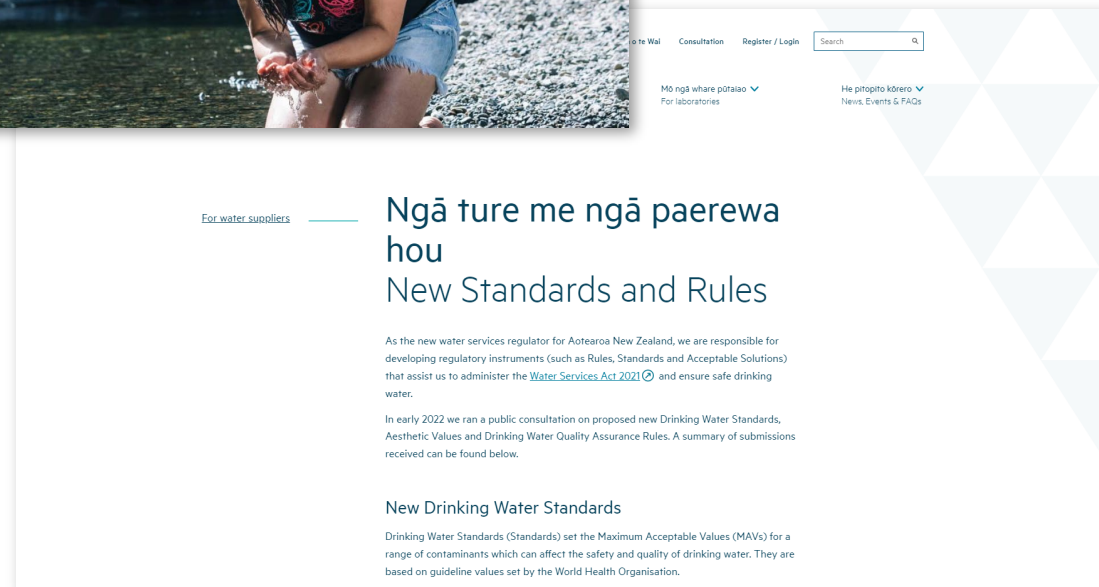 o te Wai
Consultation
Register / Login
Search
Mō ngā whare pūtaiao
For laboratories
He pitopito kōrero
News, Events & FAQs
For water suppliers
Ngā ture me ngā paerewa
hou
New Standards and Rules
As the new water services regulator for Aotearoa New Zealand, we are responsible for
developing regulatory instruments (such as Rules, Standards and Acceptable Solutions)
that assist us to administer the Water Services Act 2021 and ensure safe drinking
water.
In early 2022 we ran a public consultation on proposed new Drinking Water Standards,
Aesthetic Values and Drinking Water Quality Assurance Rules. A summary of submissions
received can be found below.
New Drinking Water Standards
Drinking Water Standards (Standards) set the Maximum Acceptable Values (MAVs) for a
range of contaminants which can affect the safety and quality of drinking water. They are
based on guideline values set by the World Health Organisation.